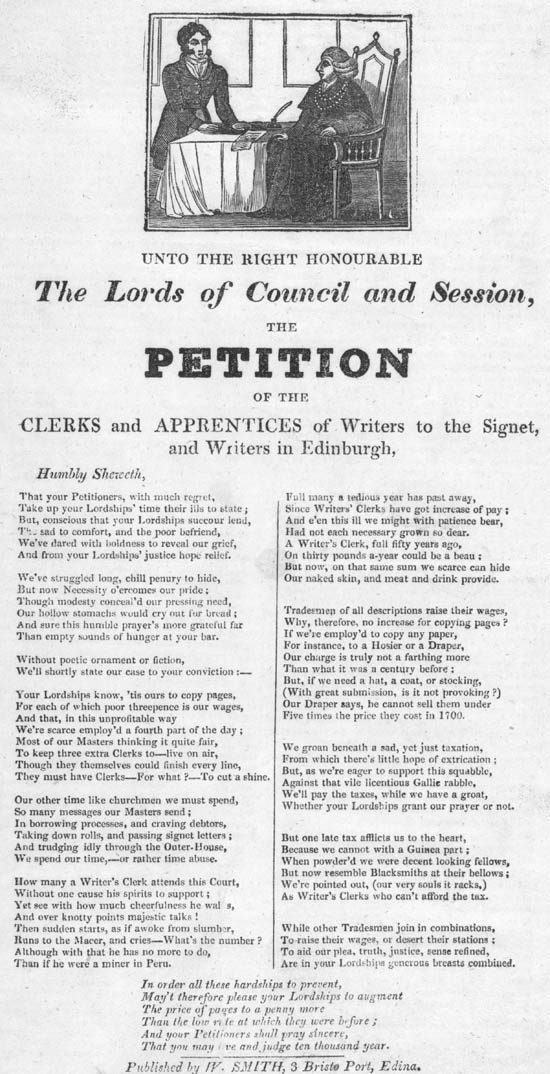 UNTO THE RIGHT HONOURABLE
The Lords of Council and Session,
THE
PETITION
OF THE
CLERKS and APPRENTICES of Writers to the Signet,
and Writers in Edinburgh,
Humbly Sheweth,
That your Petitioners, with much regret,
Take up your Lordships' time their ills to state;
But, conscious that your Lordships succour lend,
The sad to comfort, and the poor befriend,
We've dared with boldness to reveal our grief,
And from your Lordships' justice hope relief.
We've struggled long, chill penury to hide,
But now Necessity o'ercomes our pride;
Though modesty conceal'd our pressing need,
Our hollow stomachs would cry out for bread;
And sure this humble prayer's more grateful far
Than empty sounds of hunger at your bar.
Without poetic ornament or fiction,
We'll shortly state our case to your conviction:—
Your Lordships know, 'tis ours to copy pages,
For each of which poor threepence is our wages,
And that, in this unprofitable way
We're scarce employ'd a fourth part of the day;
Most of our Masters thinking it quite fair,
To keep three extra Clerks to—live on air,
Though they themselves could finish every line,
They must have Clerks—For what?—To cut a shine.
Our other time like churchmen we must spend,
So many messages our Masters send;
In borrowing processes, and craving debtors,
Taking down rolls, and passing signet letters;
And trudging idly through the Outer-House,
We spend our time,—or rather time abuse.
How many a Writer's Clerk attends this Court,
Without one cause his spirits to support;
Yet see with how much cheerfulness he wal s,
And over knotty points majestic talks!
Then sudden starts, as if awoke from slumber,
Runs to the Macer, and cries—What's the number?
Although with that he has no more to do,
Than if he were a miner in Peru.
Full many a tedious year has past away,
Since Writers' Clerks have got increase of pay;
And e'en this ill we might with patience bear,
Had not each necessary grown so dear.
A Writer's Clerk, full fifty years ago,
On thirty pounds a-year could be a beau;
But now, on that same sum we scarce can hide
Our naked skin, and meat and drink provide.
Tradesmen of all descriptions raise their wages,
Why, therefore, no increase for copying pages?
If we're employ'd to copy any paper,
For instance, to a Hosier or a Draper,
Our charge is truly not a farthing more
Than what it was a century before;
But, if we need a hat, a coat, or stocking,
(With great submission, is it not provoking?)
Our Draper says, he cannot sell them under
Five times the price they cost in 1700.
We groan beneath a sad, yet just taxation,
From which there's little hope of extrication;
But, as we're eager to support this squabble,
Against that vile licentious Gallic rabble,
We'll pay the taxes, while we have a groat,
Whether your Lordships grant our prayer or not.
But one late tax afflicts us to the heart,
Because we cannot with a Guinea part;
When powder'd we were decent looking fellows,
But now resemble Blacksmiths at their bellows;
We're pointed out, (our very souls it racks,)
As Writer's Clerks who can't afford the tax.
While other Tradesmen join in combinations,
To raise their wages, or desert their stations;
To aid our plea, truth, justice, sense refined,
Are in your Lordships generous breasts combined.
In order all these hardships to prevent,
May't therefore please your Lordships to augment
The price of pages to a penny more
Than the low rate at which they were before;
And your Petitioners shall pray sincere,
That you may live and judge ten thousand year.
Published by W. SMITH, 3 Bristo Port, Edina.